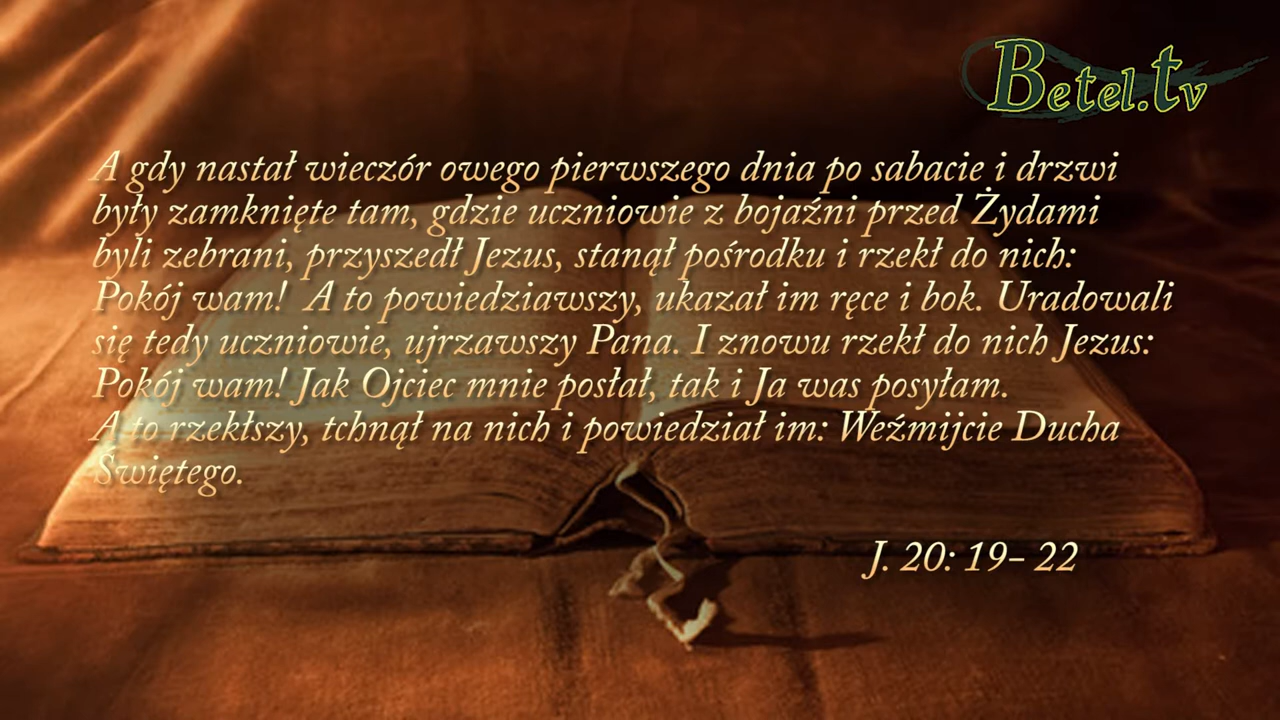 Betel.tv
A gdy nastał wieczór owego pierwszego dnia po sabacie i drzwi
były zamknięte tam, gdzie uczniowie z bojaźni przed Żydami
byli zebrani, przyszedł Jezus, stanął pośrodku i rzekł do nich:
Pokój wam!  A to powiedziawszy, ukazał im ręce i bok. Uradowali
się tedy uczniowie, ujrzawszy Pana. I znowu rzekł do nich Jezus:
Pokój wam! Jak Ojciec mnie posłał, tak i Ja was posyłam.
A to rzekłszy, tchnął na nich i powiedział im: Weźmijcie Ducha
Świętego.
J. 20: 19– 22